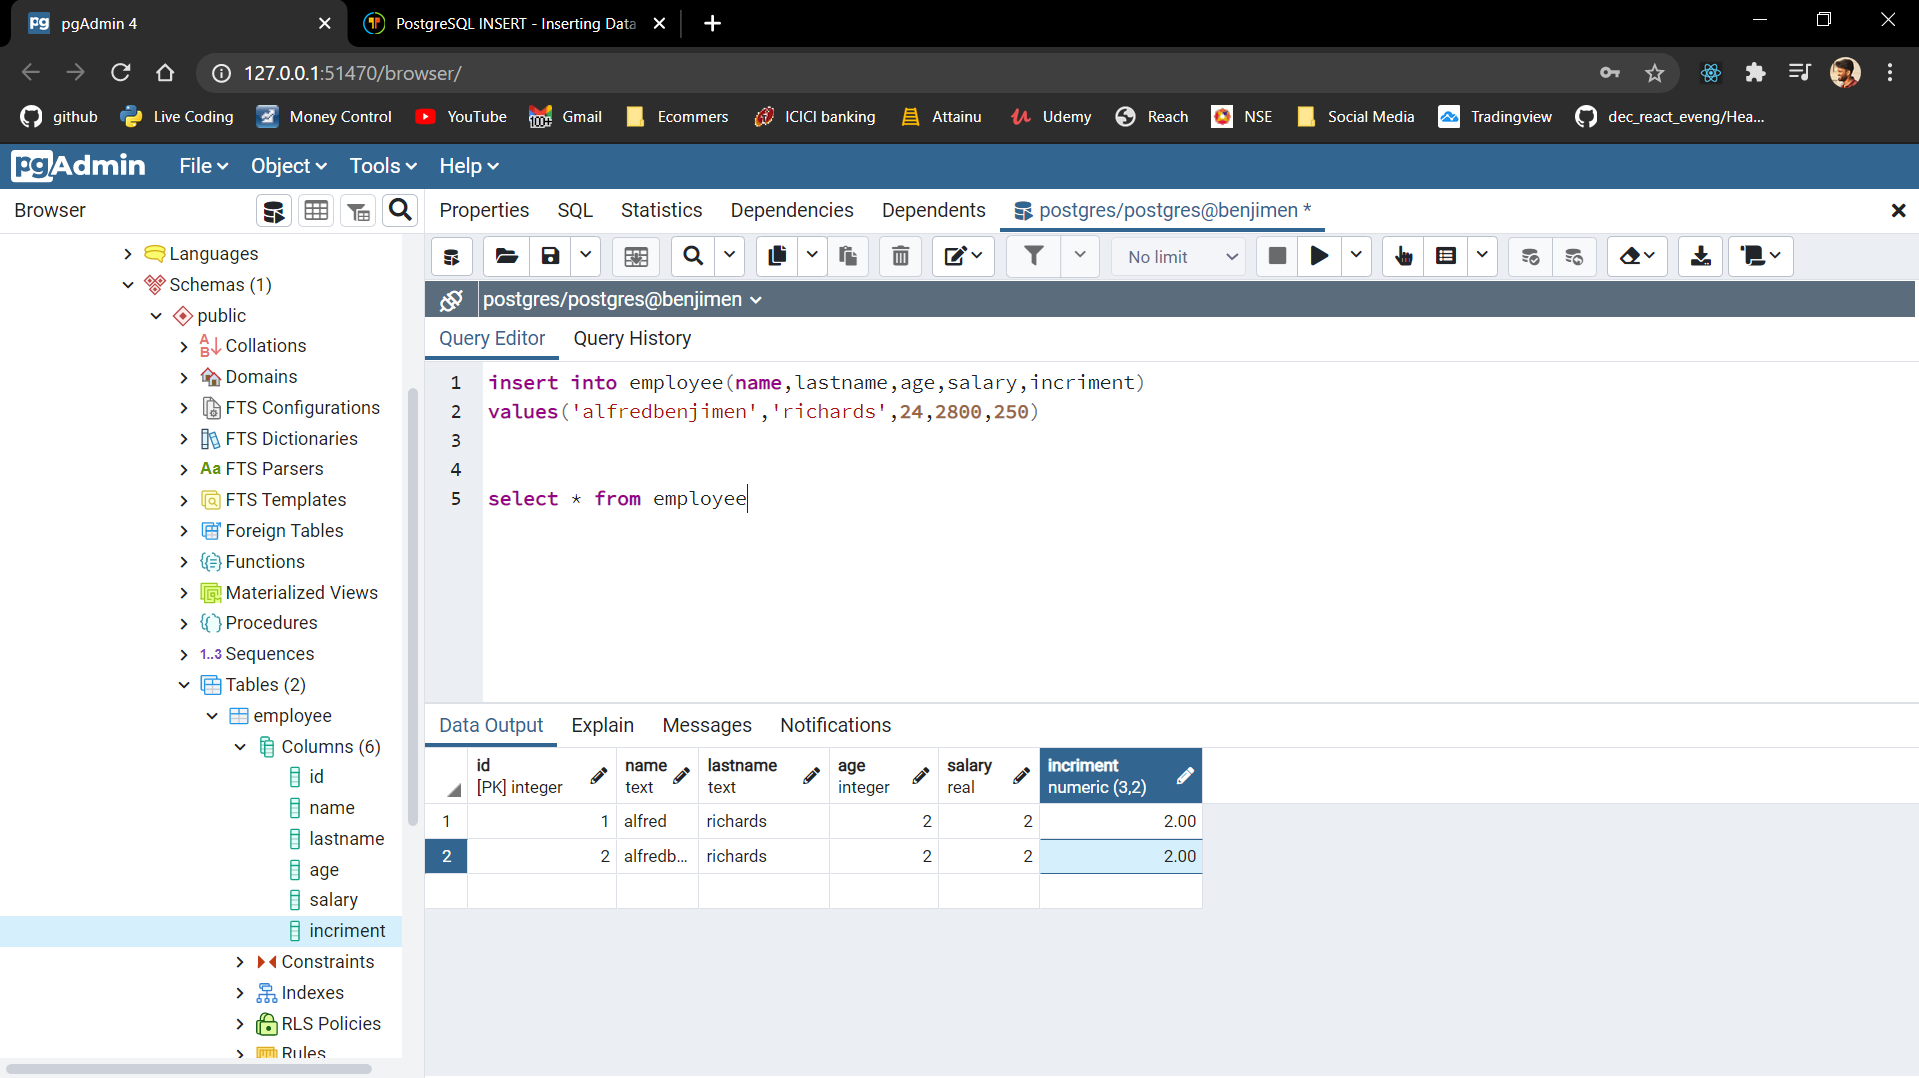 pgAdmin 4
PostgreSQL INSERT - Inserting Data
127.0.0.1:51470/browser/
github Live Coding Money Control YouTube 100+ Gmail Ecommers ICICI banking Attainu Udemy Reach NSE Social Media Tradingview dec_react_eveng/Hea...
pgAdmin File Object Tools Help
Browser
Properties SQL Statistics Dependencies Dependents postgres/postgres@benjimen *
No limit
postgres/postgres@benjimen
Query Editor Query History
1 insert into employee(name,lastname,age,salary,incriment)
2 values('alfredbenjimen','richards',24,2800,250)
3
4
5 select * from employee
Languages
Schemas (1)
public
Collations
Domains
FTS Configurations
FTS Dictionaries
Aa FTS Parsers
FTS Templates
Foreign Tables
Functions
Materialized Views
Procedures
1..3 Sequences
Tables (2)
employee
Columns (6)
id
name
lastname
age
salary
incriment
Constraints
Indexes
RLS Policies
Rules
Data Output Explain Messages Notifications
id name lastname age salary incriment
[PK] integer text text integer real numeric (3,2)
1 1 alfred richards 2 2 2.00
2 2 alfredb... richards 2 2 2.00